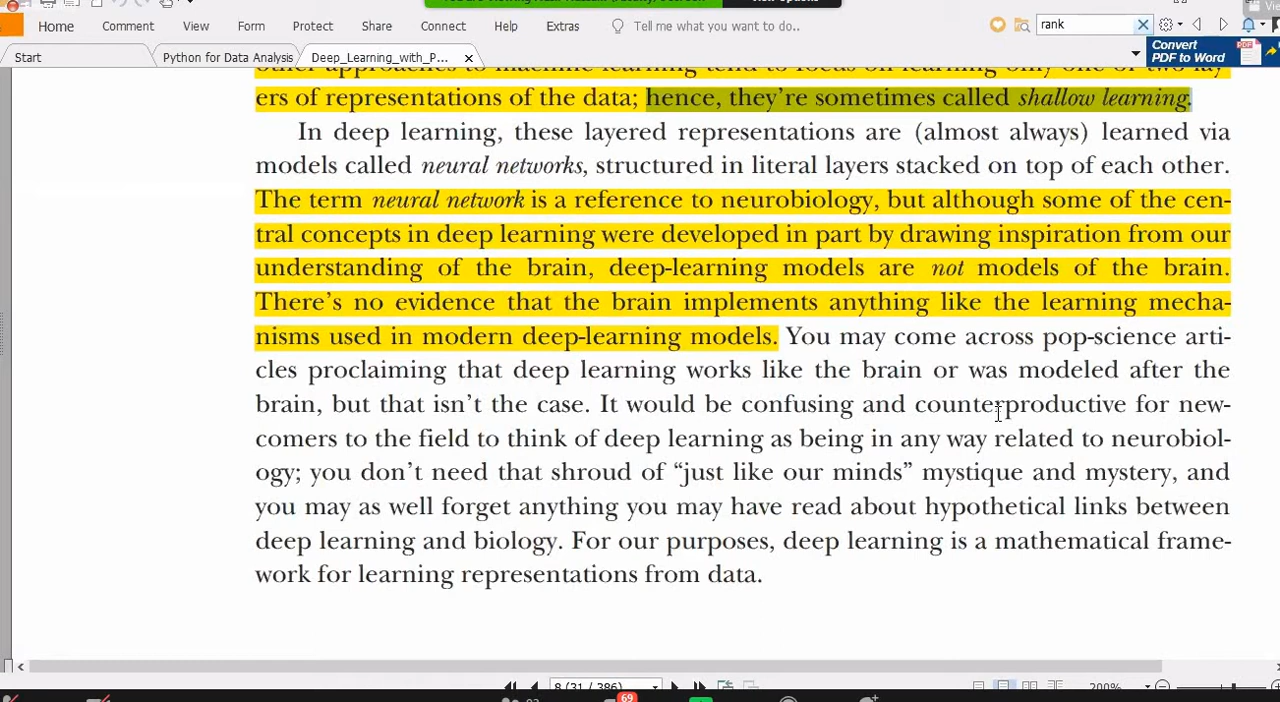 Home Comment View Form Protect Share Connect Help Extras Tell me what you want to do.. rank
Start Python for Data Analysis Deep_Learning_with_P... Convert
PDF to Word
ers of representations of the data; hence, they're sometimes called shallow learning.
In deep learning, these layered representations are (almost always) learned via
models called neural networks, structured in literal layers stacked on top of each other.
The term neural network is a reference to neurobiology, but although some of the cen-
tral concepts in deep learning were developed in part by drawing inspiration from our
understanding of the brain, deep-learning models are not models of the brain.
There's no evidence that the brain implements anything like the learning mecha-
nisms used in modern deep-learning models. You may come across pop-science arti-
cles proclaiming that deep learning works like the brain or was modeled after the
brain, but that isn't the case. It would be confusing and counterproductive for new-
comers to the field to think of deep learning as being in any way related to neurobiol-
ogy; you don't need that shroud of “just like our minds” mystique and mystery, and
you may as well forget anything you may have read about hypothetical links between
deep learning and biology. For our purposes, deep learning is a mathematical frame-
work for learning representations from data.
8 (31 / 386) 200%
69